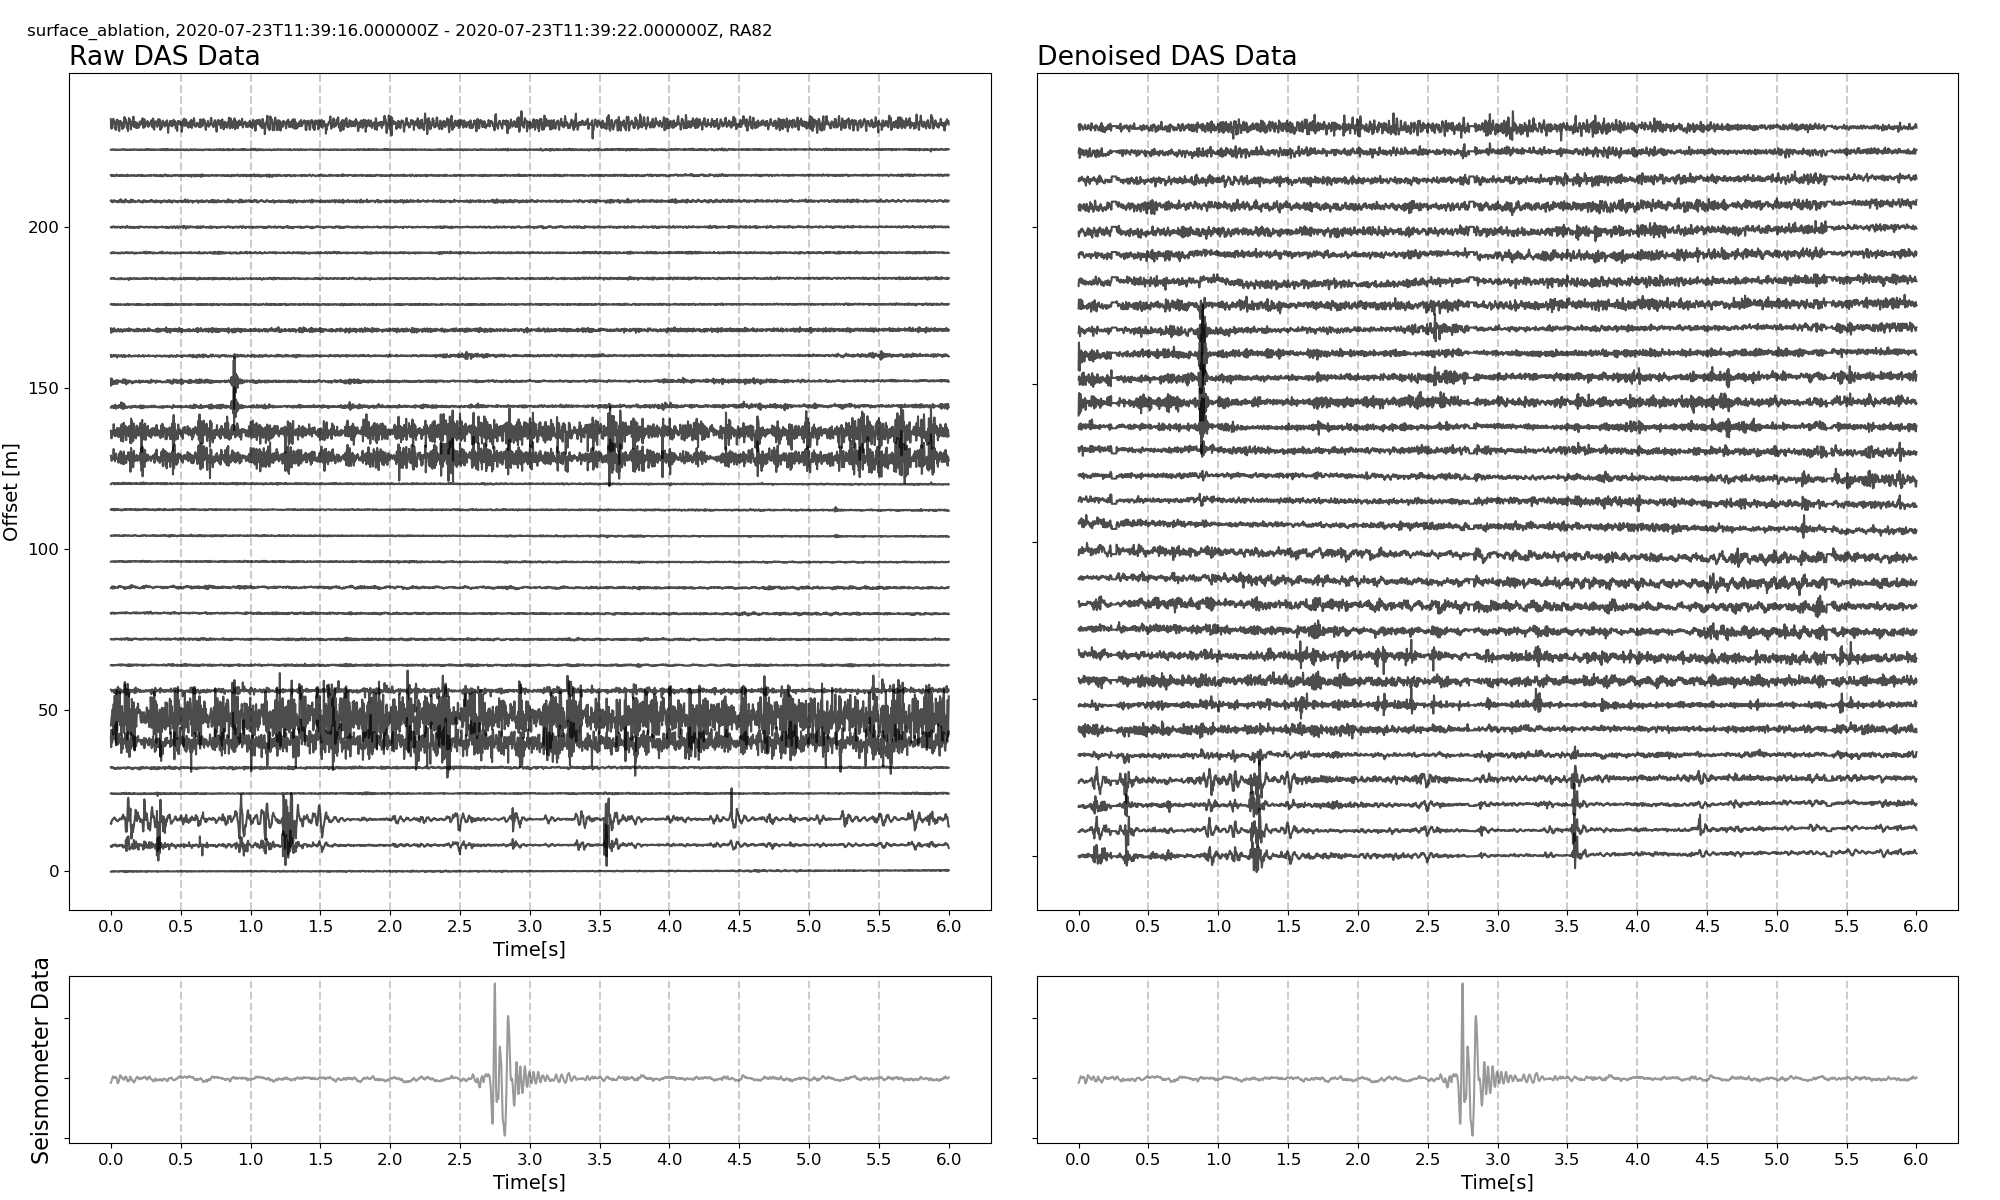 surface_ablation, 2020-07-23T11:39:16.000000Z - 2020-07-23T11:39:22.000000Z, RA82
Raw DAS Data
Denoised DAS Data
Offset [m]
200
150
100
50
0
0.0 0.5 1.0 1.5 2.0 2.5 3.0 3.5 4.0 4.5 5.0 5.5 6.0
Time[s]
0.0 0.5 1.0 1.5 2.0 2.5 3.0 3.5 4.0 4.5 5.0 5.5 6.0
Seismometer Data
0.0 0.5 1.0 1.5 2.0 2.5 3.0 3.5 4.0 4.5 5.0 5.5 6.0
Time[s]
0.0 0.5 1.0 1.5 2.0 2.5 3.0 3.5 4.0 4.5 5.0 5.5 6.0
Time[s]